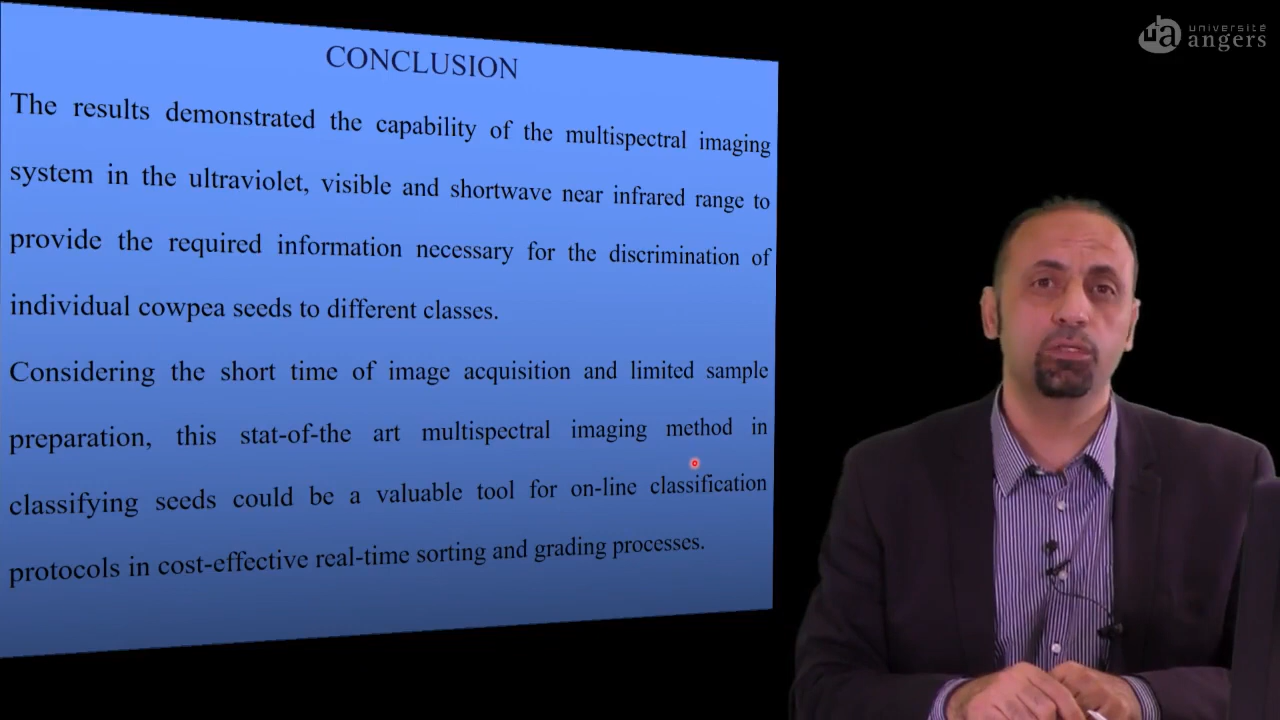 CONCLUSION
The results demonstrated the capability of the multispectral imaging
system in the ultraviolet, visible and shortwave near infrared range to
provide the required information necessary for the discrimination of
individual cowpea seeds to different classes.
Considering the short time of image acquisition and limited sample
preparation, this stat-of-the art multispectral imaging method in
classifying seeds could be a valuable tool for on-line classification
protocols in cost-effective real-time sorting and grading processes.
ua université
angers